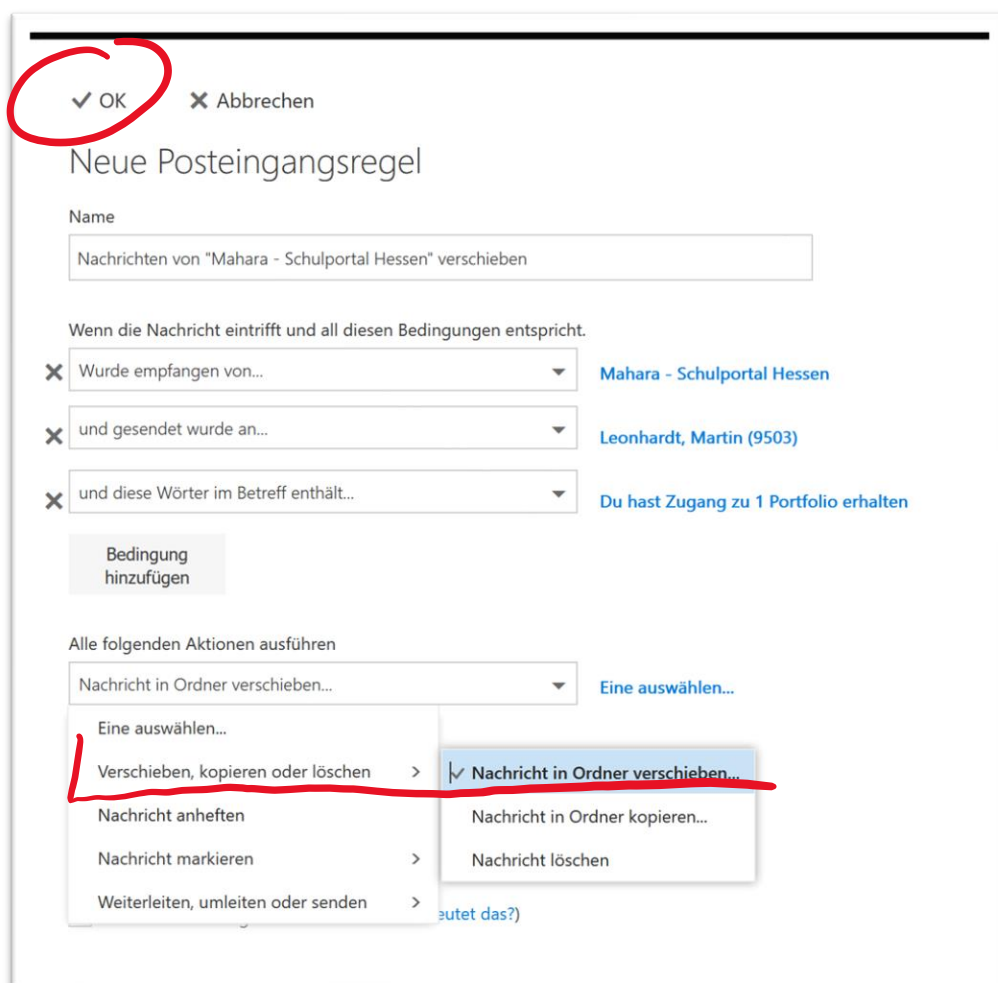 OK Abbrechen
Neue Posteingangsregel
Name
Nachrichten von "Mahara - Schulportal Hessen" verschieben
Wenn die Nachricht eintrifft und all diesen Bedingungen entspricht.
Wurde empfangen von... Mahara - Schulportal Hessen
und gesendet wurde an... Leonhardt, Martin (9503)
und diese Wörter im Betreff enthält... Du hast Zugang zu 1 Portfolio erhalten
Bedingung
hinzufügen
Alle folgenden Aktionen ausführen
Nachricht in Ordner verschieben... Eine auswählen...
Eine auswählen...
Verschieben, kopieren oder löschen > Nachricht in Ordner verschieben...
Nachricht anheften Nachricht in Ordner kopieren...
Nachricht markieren > Nachricht löschen
Weiterleiten, umleiten oder senden > eutet das?)